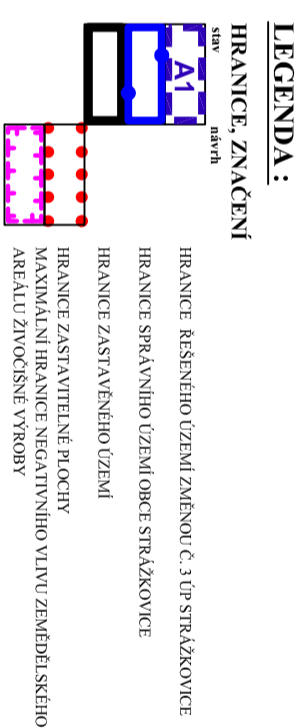 LEGENDA :
HRANICE, ZNAČENÍ
stav návrh
A1 HRANICE ŘEŠENÉHO ÚZEMÍ ZMĚNOU Č. 3 ÚP STRÁŽKOVICE
HRANICE SPRÁVNÍHO ÚZEMÍ OBCE STRÁŽKOVICE
HRANICE ZASTAVĚNÉHO ÚZEMÍ
HRANICE ZASTAVITELNÉ PLOCHY
MAXIMÁLNÍ HRANICE NEGATIVNÍHO VLIVU ZEMĚDĚLSKÉHO
AREÁLU ŽIVOČIŠNÉ VÝROBY